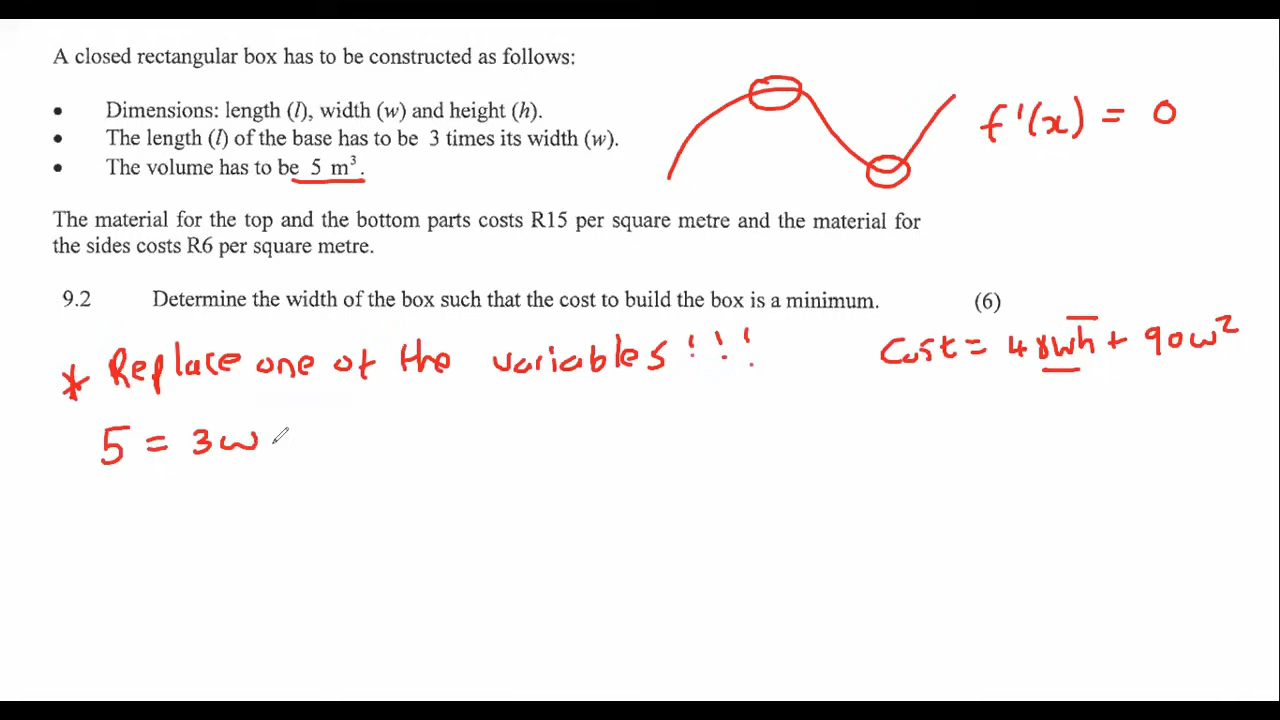 A closed rectangular box has to be constructed as follows:
• Dimensions: length (l), width (w) and height (h).
• The length (l) of the base has to be 3 times its width (w).
• The volume has to be 5 m³.
f'(x) = 0
The material for the top and the bottom parts costs R15 per square metre and the material for
the sides costs R6 per square metre.
9.2 Determine the width of the box such that the cost to build the box is a minimum. (6)
* Replace one of the variables!!!
Cost = 48wh + 90w²
5 = 3w